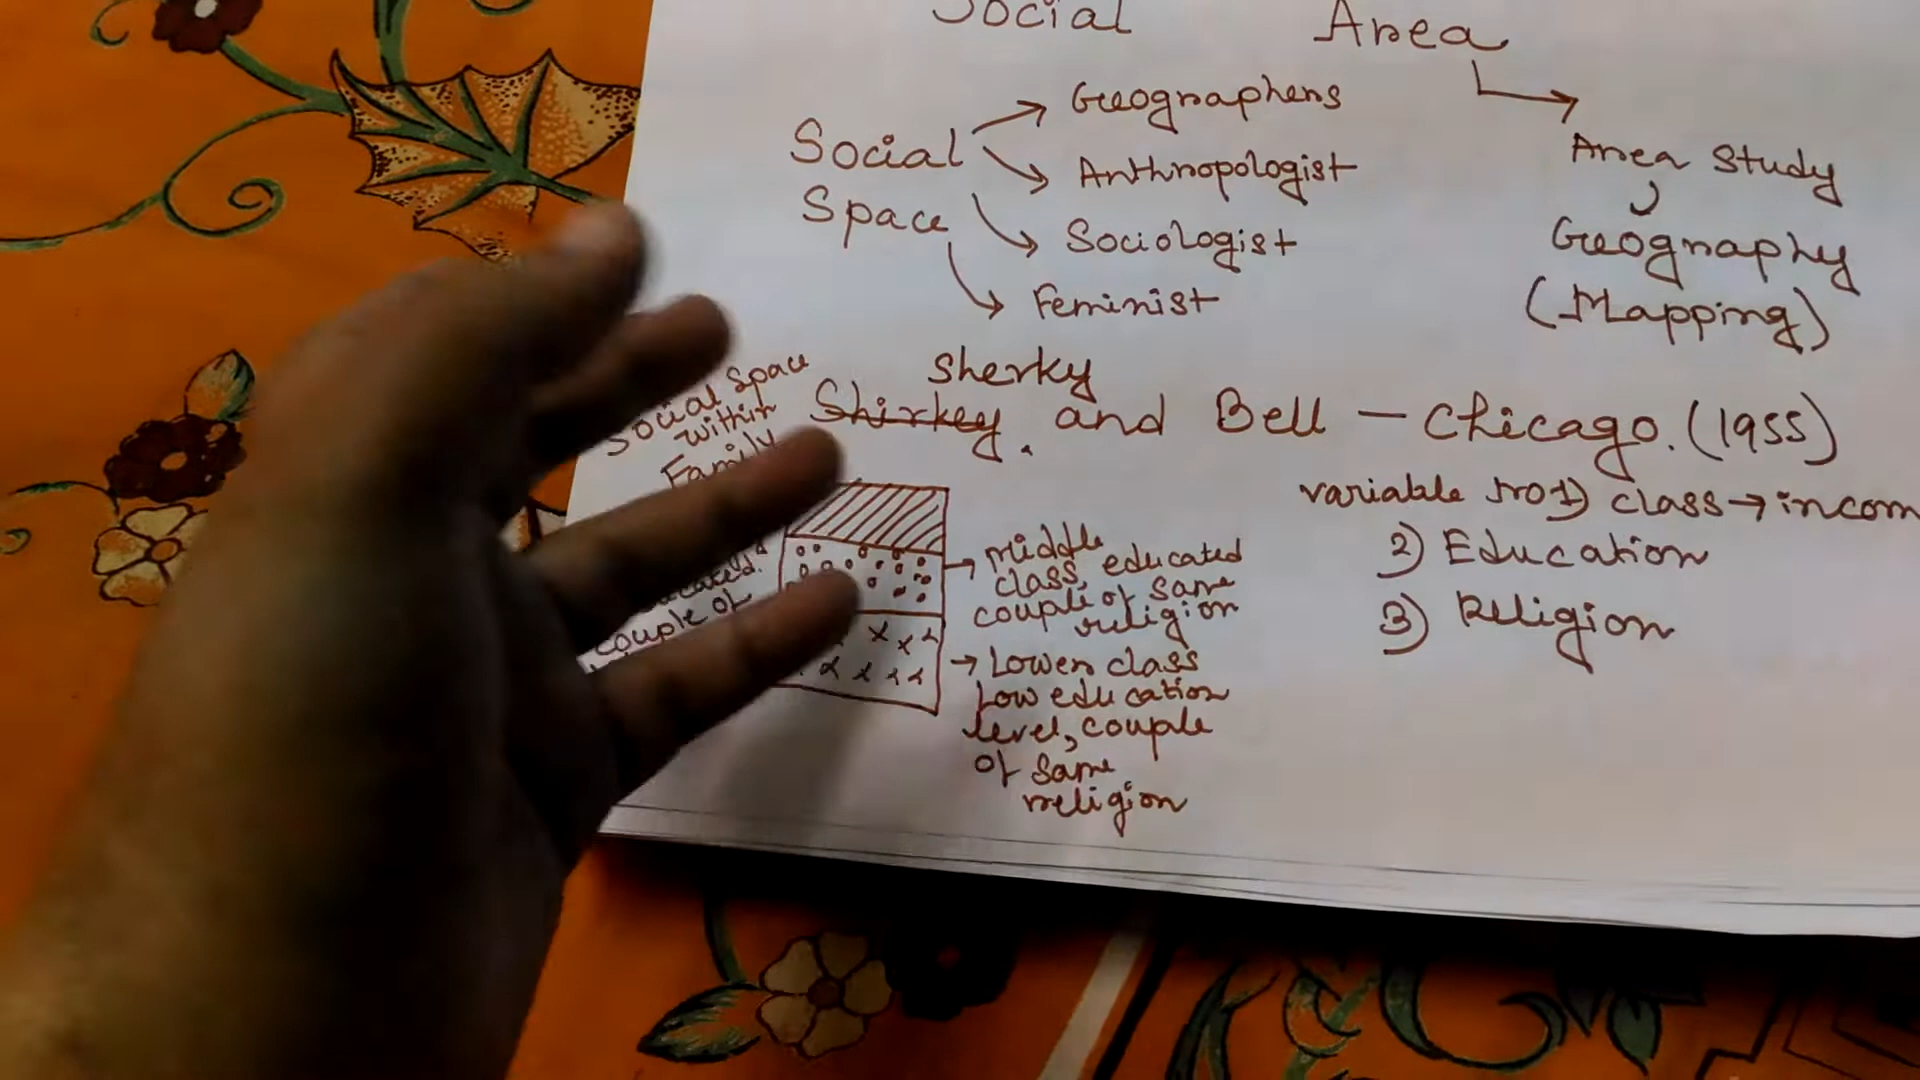 Social Area
Social
Space
Geographers
Anthropologist
Sociologist
Feminist
Area Study
Geography
(Mapping)
Sherky
Shirkey and Bell - Chicago. (1955)
Social Space
within
Family
variable No 1) class → incom
2) Education
3) Religion
couple of
→ Middle
class, educated
couple of same
religion
→ Lower class
Low education
level, couple
of same
religion